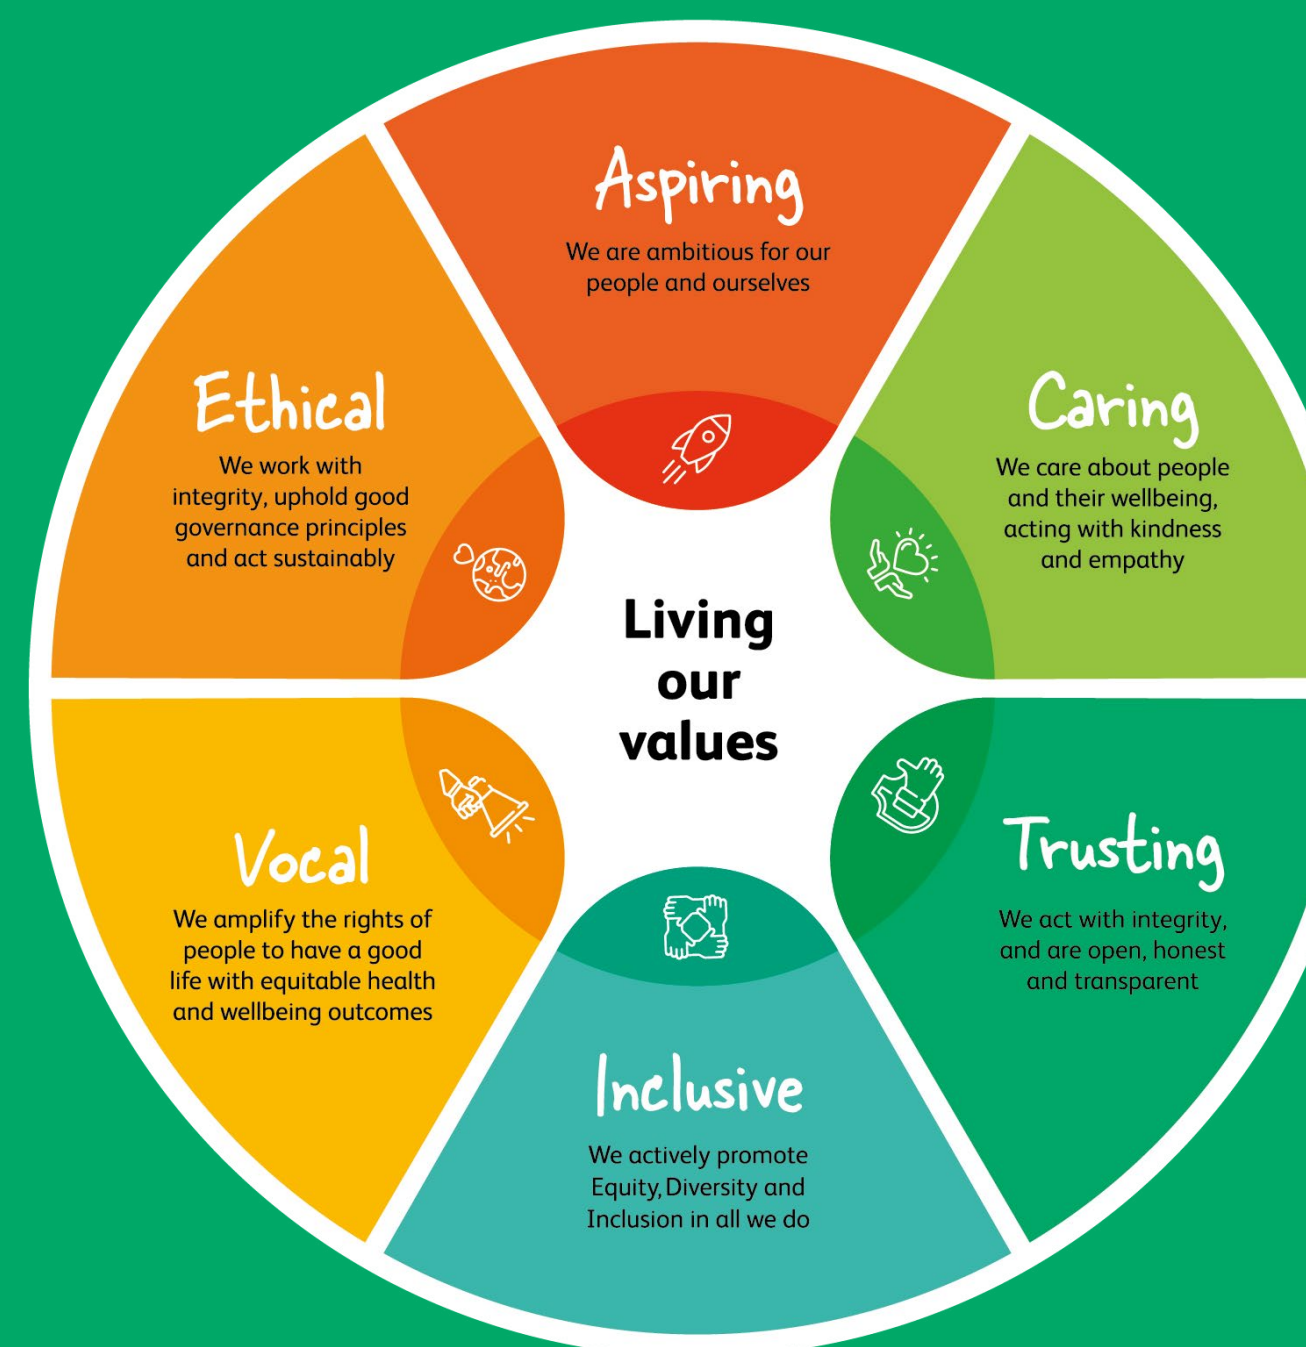 Aspiring
We are ambitious for our
people and ourselves
Caring
We care about people
and their wellbeing,
acting with kindness
and empathy
Trusting
We act with integrity,
and are open, honest
and transparent
Inclusive
We actively promote
Equity, Diversity and
Inclusion in all we do
Vocal
We amplify the rights of
people to have a good
life with equitable health
and wellbeing outcomes
Ethical
We work with
integrity, uphold good
governance principles
and act sustainably
Living
our
values